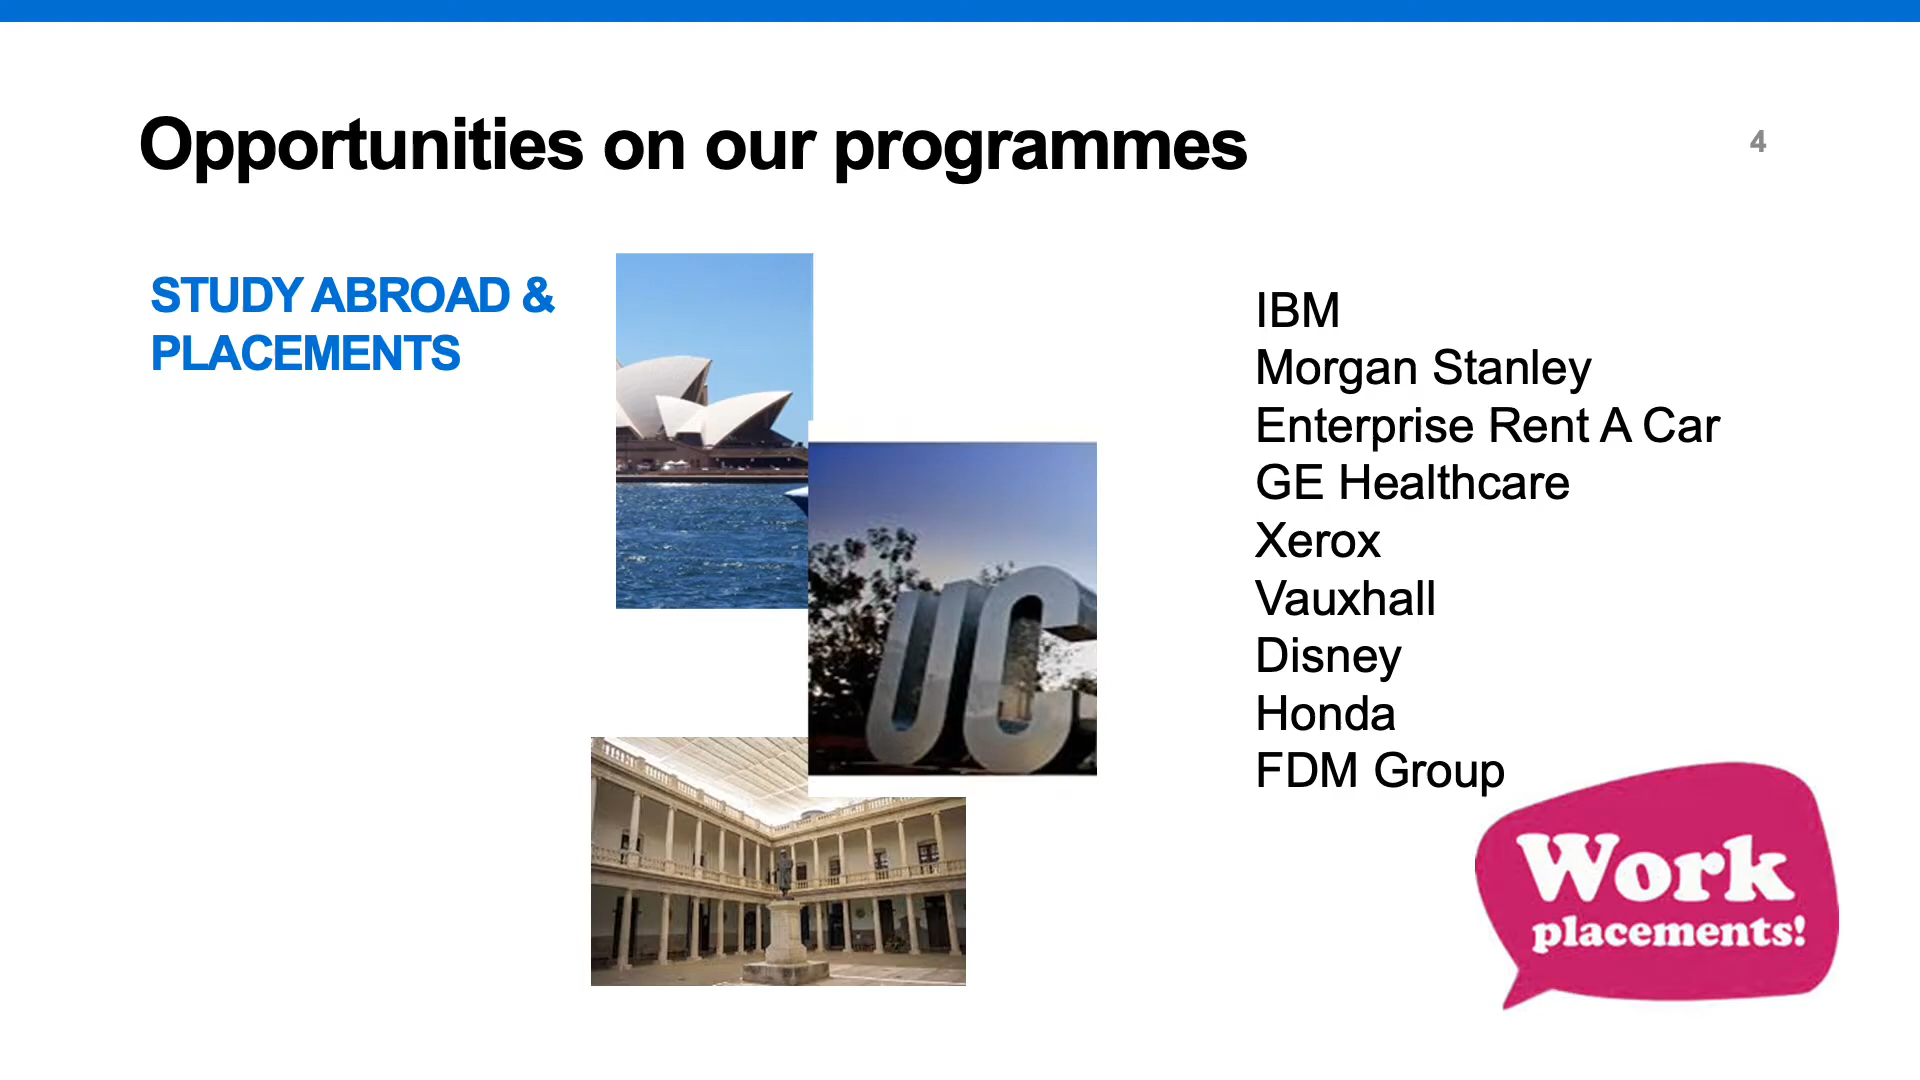 Opportunities on our programmes
4
STUDY ABROAD &
PLACEMENTS
UC
IBM
Morgan Stanley
Enterprise Rent A Car
GE Healthcare
Xerox
Vauxhall
Disney
Honda
FDM Group
Work
placements!